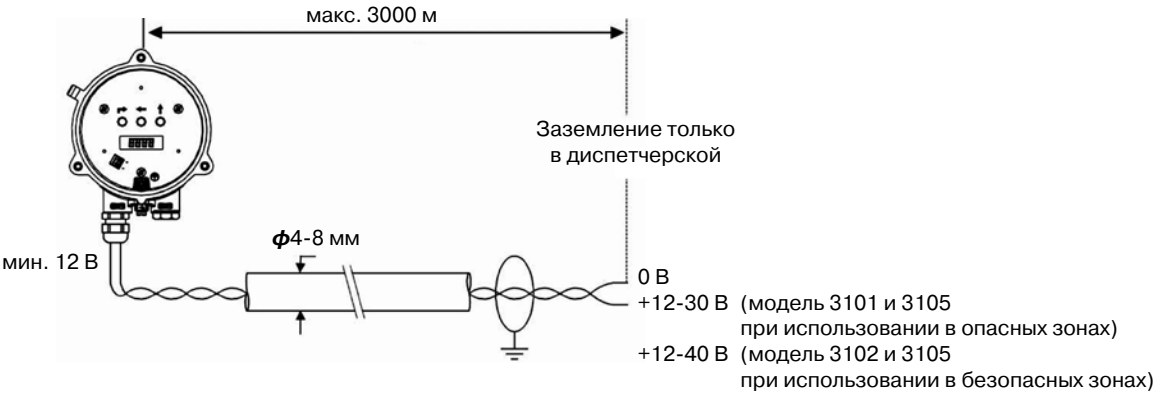 макс. 3000 м
Заземление только
в диспетчерской
ϕ4-8 мм
мин. 12 В
0 В
+12-30 В (модель 3101 и 3105
при использовании в опасных зонах)
+12-40 В (модель 3102 и 3105
при использовании в безопасных зонах)